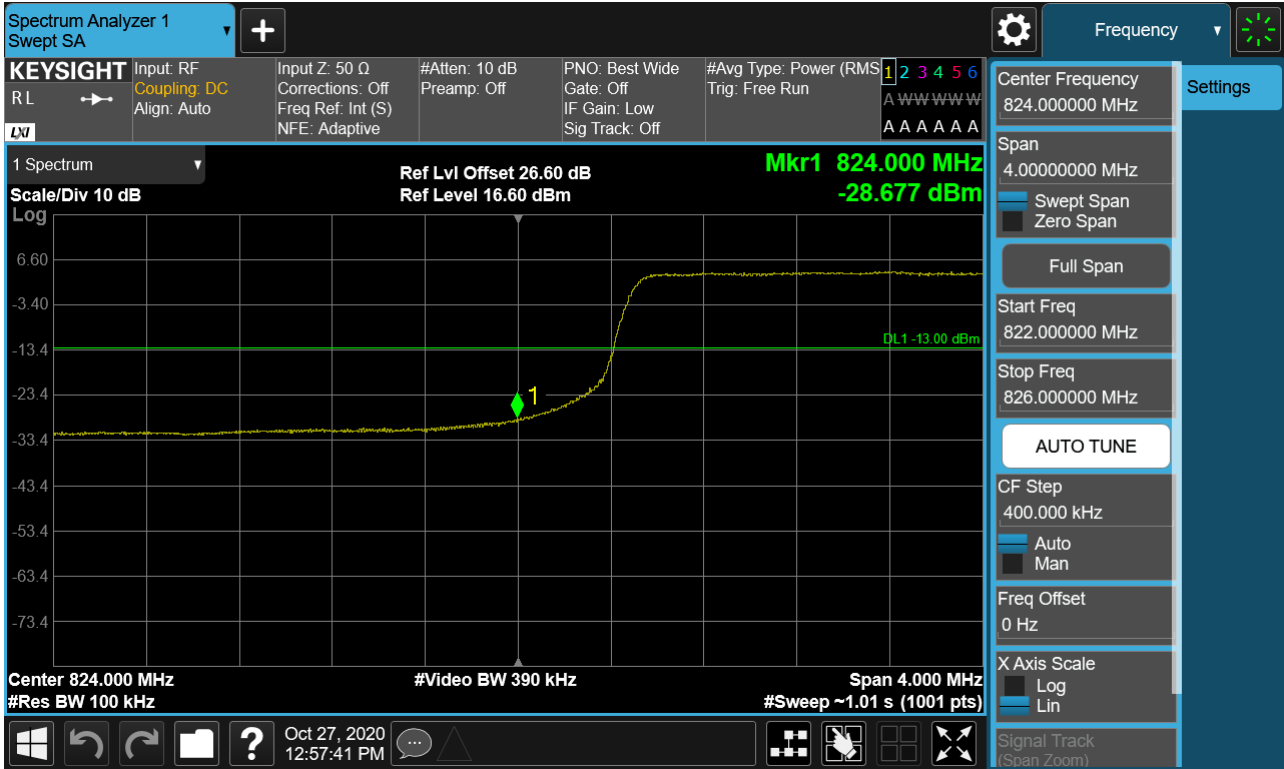 Spectrum Analyzer 1
Swept SA
Frequency
KEYSIGHT
R L
LXI
Input: RF
Coupling: DC
Align: Auto
Input Z: 50 Ω
Corrections: Off
Freq Ref: Int (S)
NFE: Adaptive
#Atten: 10 dB
Preamp: Off
PNO: Best Wide
Gate: Off
IF Gain: Low
Sig Track: Off
#Avg Type: Power (RMS
Trig: Free Run
1 2 3 4 5 6
A W W W W W
A A A A A A
1 Spectrum
Scale/Div 10 dB
Log
Ref Lvl Offset 26.60 dB
Ref Level 16.60 dBm
Mkr1 824.000 MHz
-28.677 dBm
6.60
-3.40
-13.4
-23.4
-33.4
-43.4
-53.4
-63.4
-73.4
DL1 -13.00 dBm
1
Center 824.000 MHz
#Video BW 390 kHz
Span 4.000 MHz
#Res BW 100 kHz
#Sweep ~1.01 s (1001 pts)
Oct 27, 2020
12:57:41 PM
Center Frequency
824.000000 MHz
Settings
Span
4.00000000 MHz
Swept Span
Zero Span
Full Span
Start Freq
822.000000 MHz
Stop Freq
826.000000 MHz
AUTO TUNE
CF Step
400.000 kHz
Auto
Man
Freq Offset
0 Hz
X Axis Scale
Log
Lin
Signal Track
(Span Zoom)